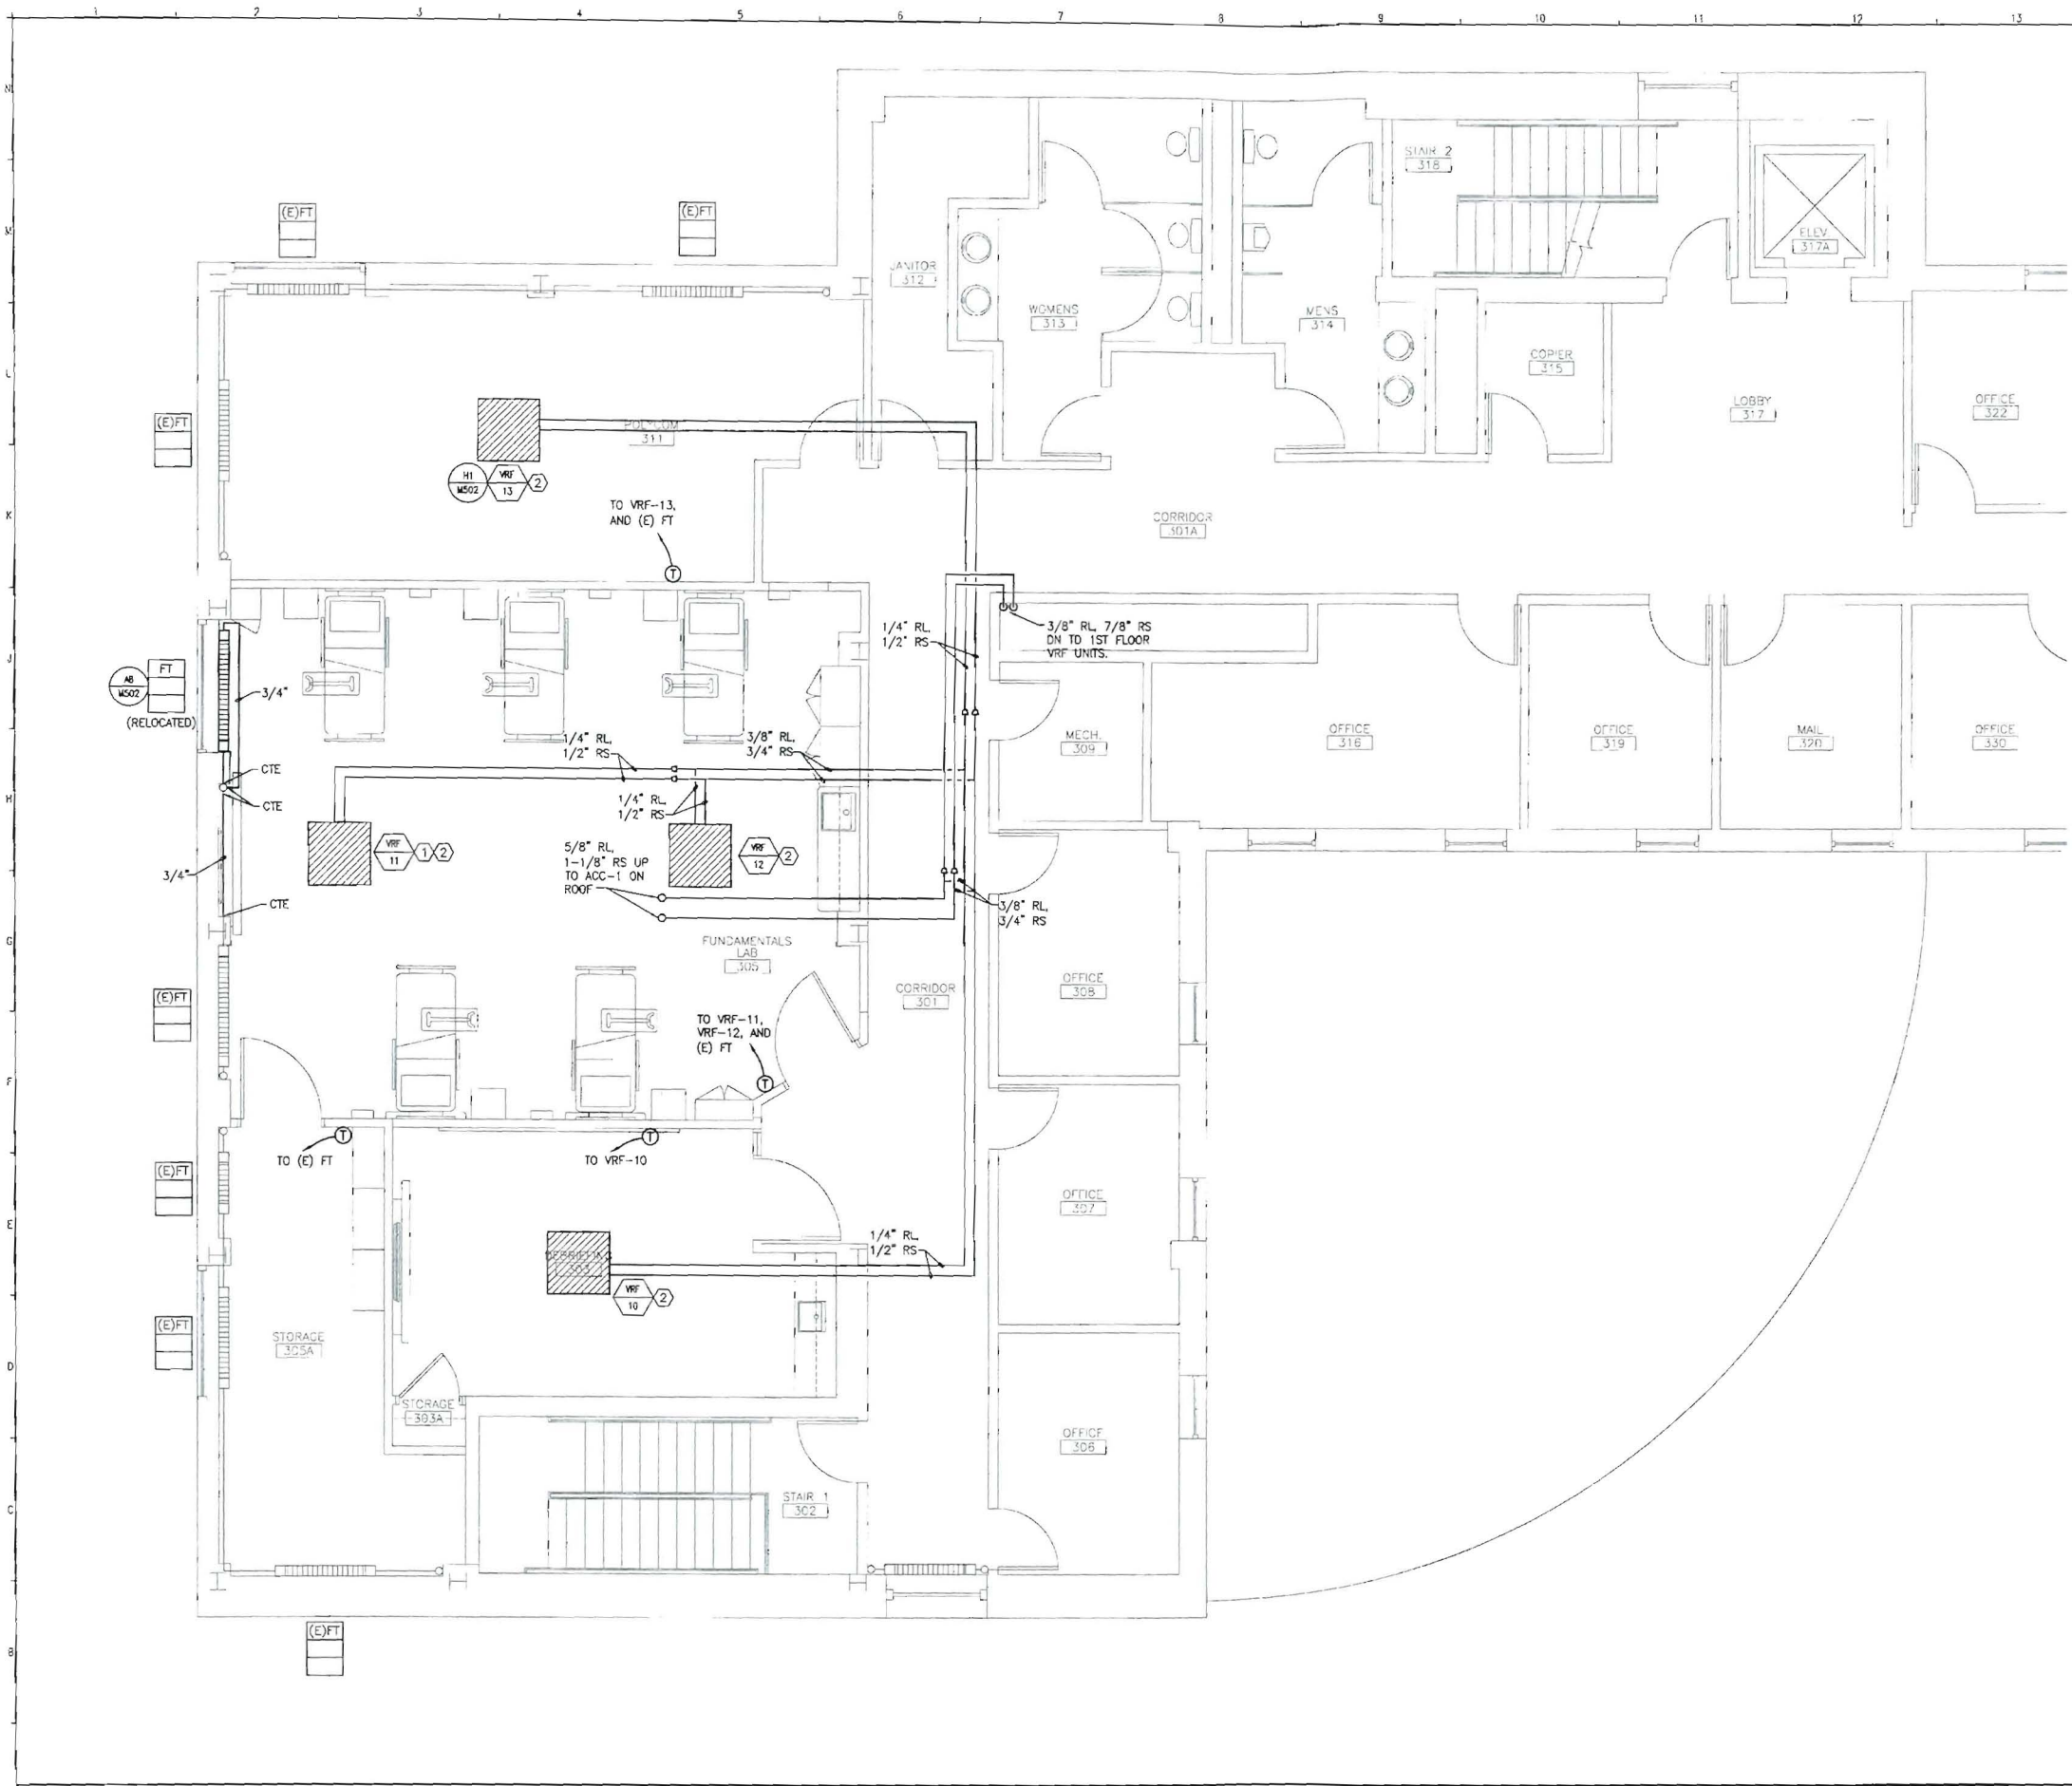 1 2 3 4 5 6 7 8 9 10 11 12 13
N
M
L
K
J
H
G
F
E
D
C
B
(E)FT
(E)FT
STAIR 2
318
ELEV.
317A
JANITOR
312
WOMENS
313
MENS
314
COPIER
315
LOBBY
317
OFFICE
322
(E)FT
POLYCOM
311
H1
M502
VRF
13
2
TO VRF-13,
AND (E) FT
T
CORRIDOR
301A
1/4" RL,
1/2" RS
3/8" RL, 7/8" RS
DN TO 1ST FLOOR
VRF UNITS.
A8
M502
FT
(RELOCATED)
3/4"
1/4" RL,
1/2" RS
3/8" RL,
3/4" RS
MECH.
309
OFFICE
316
OFFICE
319
MAIL
320
OFFICE
330
CTE
CTE
1/4" RL,
1/2" RS
VRF
11
1
2
VRF
12
2
5/8" RL,
1-1/8" RS UP
TO ACC-1 ON
ROOF
3/4"
CTE
3/8" RL,
3/4" RS
FUNDAMENTALS
LAB
305
CORRIDOR
301
OFFICE
308
(E)FT
TO VRF-11,
VRF-12, AND
(E) FT
T
T
TO (E) FT
T
TO VRF-10
(E)FT
OFFICE
307
1/4" RL,
1/2" RS
303
VRF
10
2
(E)FT
STORAGE
305A
STORAGE
303A
OFFICE
306
STAIR 1
302
(E)FT